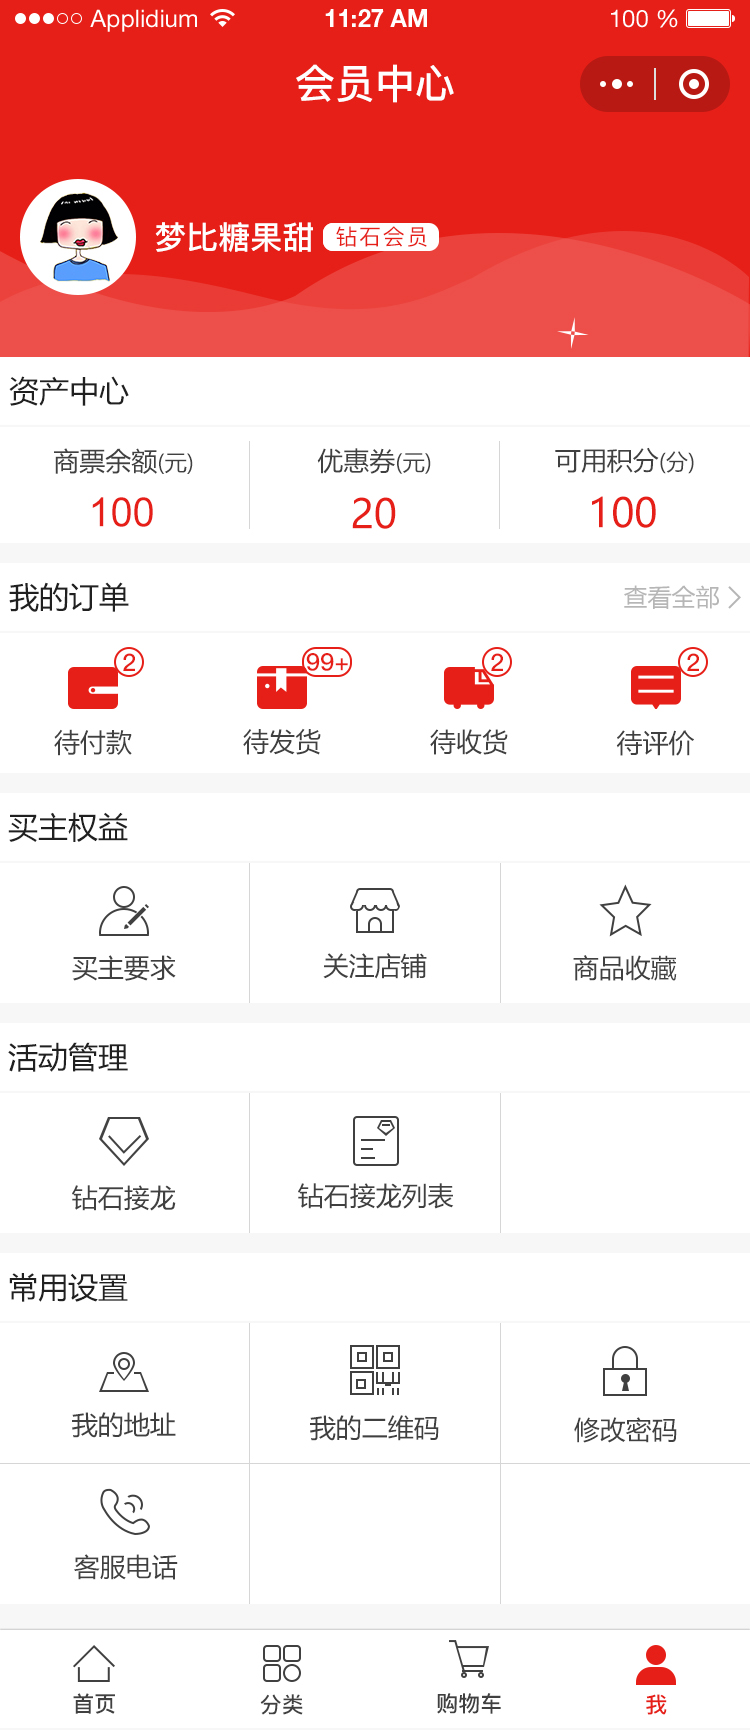 Applidium 11:27 AM 100 %
会员中心
梦比糖果甜 钻石会员
资产中心
商票余额(元) 优惠券(元) 可用积分(分)
100 20 100
我的订单 查看全部
2 99+ 2 2
待付款 待发货 待收货 待评价
买主权益
买主要求 关注店铺 商品收藏
活动管理
钻石接龙 钻石接龙列表
常用设置
我的地址 我的二维码 修改密码
客服电话
首页 分类 购物车 我